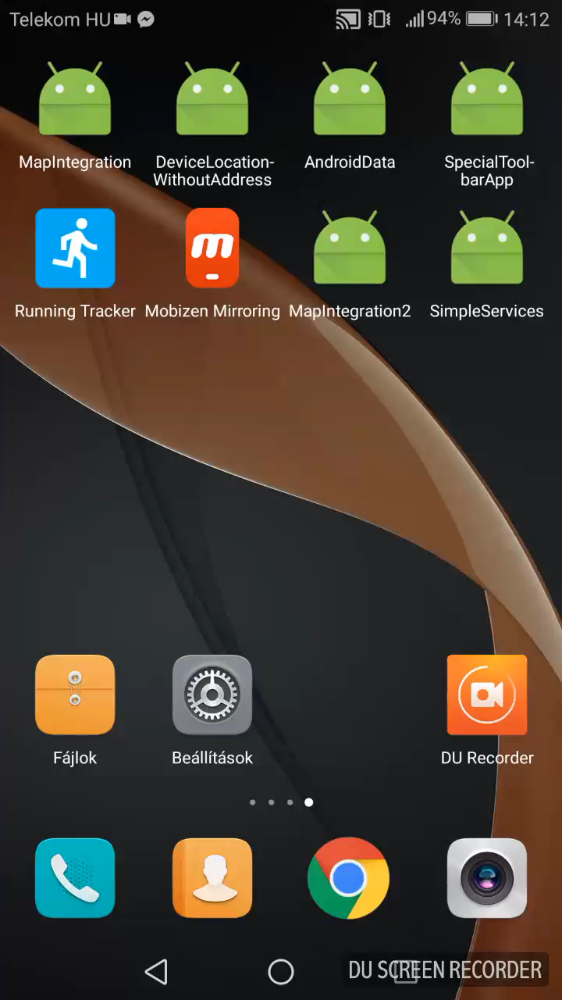 Telekom HU 94% 14:12
MapIntegration DeviceLocation- AndroidData SpecialTool-
WithoutAddress barApp
m
Running Tracker Mobizen Mirroring MapIntegration2 SimpleServices
Fájlok Beállítások DU Recorder
DU SCREEN RECORDER